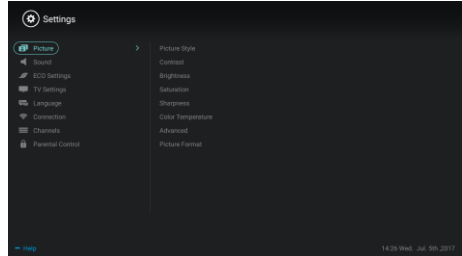 Settings
Picture
Sound
ECO Settings
TV Settings
Language
Connection
Channels
Parental Control
Picture Style
Contrast
Brightness
Saturation
Sharpness
Color Temperature
Advanced
Picture Format
Help
14:26 Wed, Jul. 5th ,2017